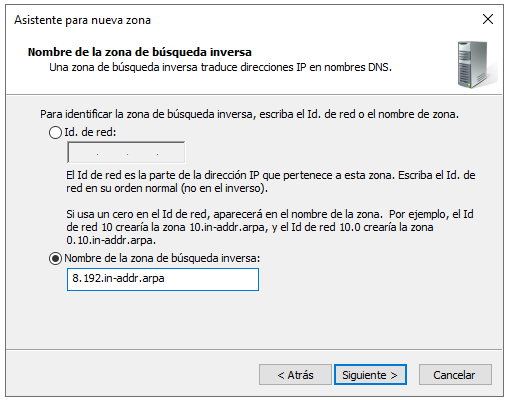 Asistente para nueva zona
Nombre de la zona de búsqueda inversa
Una zona de búsqueda inversa traduce direcciones IP en nombres DNS.
Para identificar la zona de búsqueda inversa, escriba el Id. de red o el nombre de zona.
Id. de red:
. . .
El Id de red es la parte de la dirección IP que pertenece a esta zona. Escriba el Id. de
red en su orden normal (no en el inverso).
Si usa un cero en el Id de red, aparecerá en el nombre de la zona. Por ejemplo, el Id
de red 10 crearía la zona 10.in-addr.arpa, y el Id de red 10.0 crearía la zona
0.10.in-addr.arpa.
Nombre de la zona de búsqueda inversa:
8.192.in-addr.arpa
< Atrás
Siguiente >
Cancelar